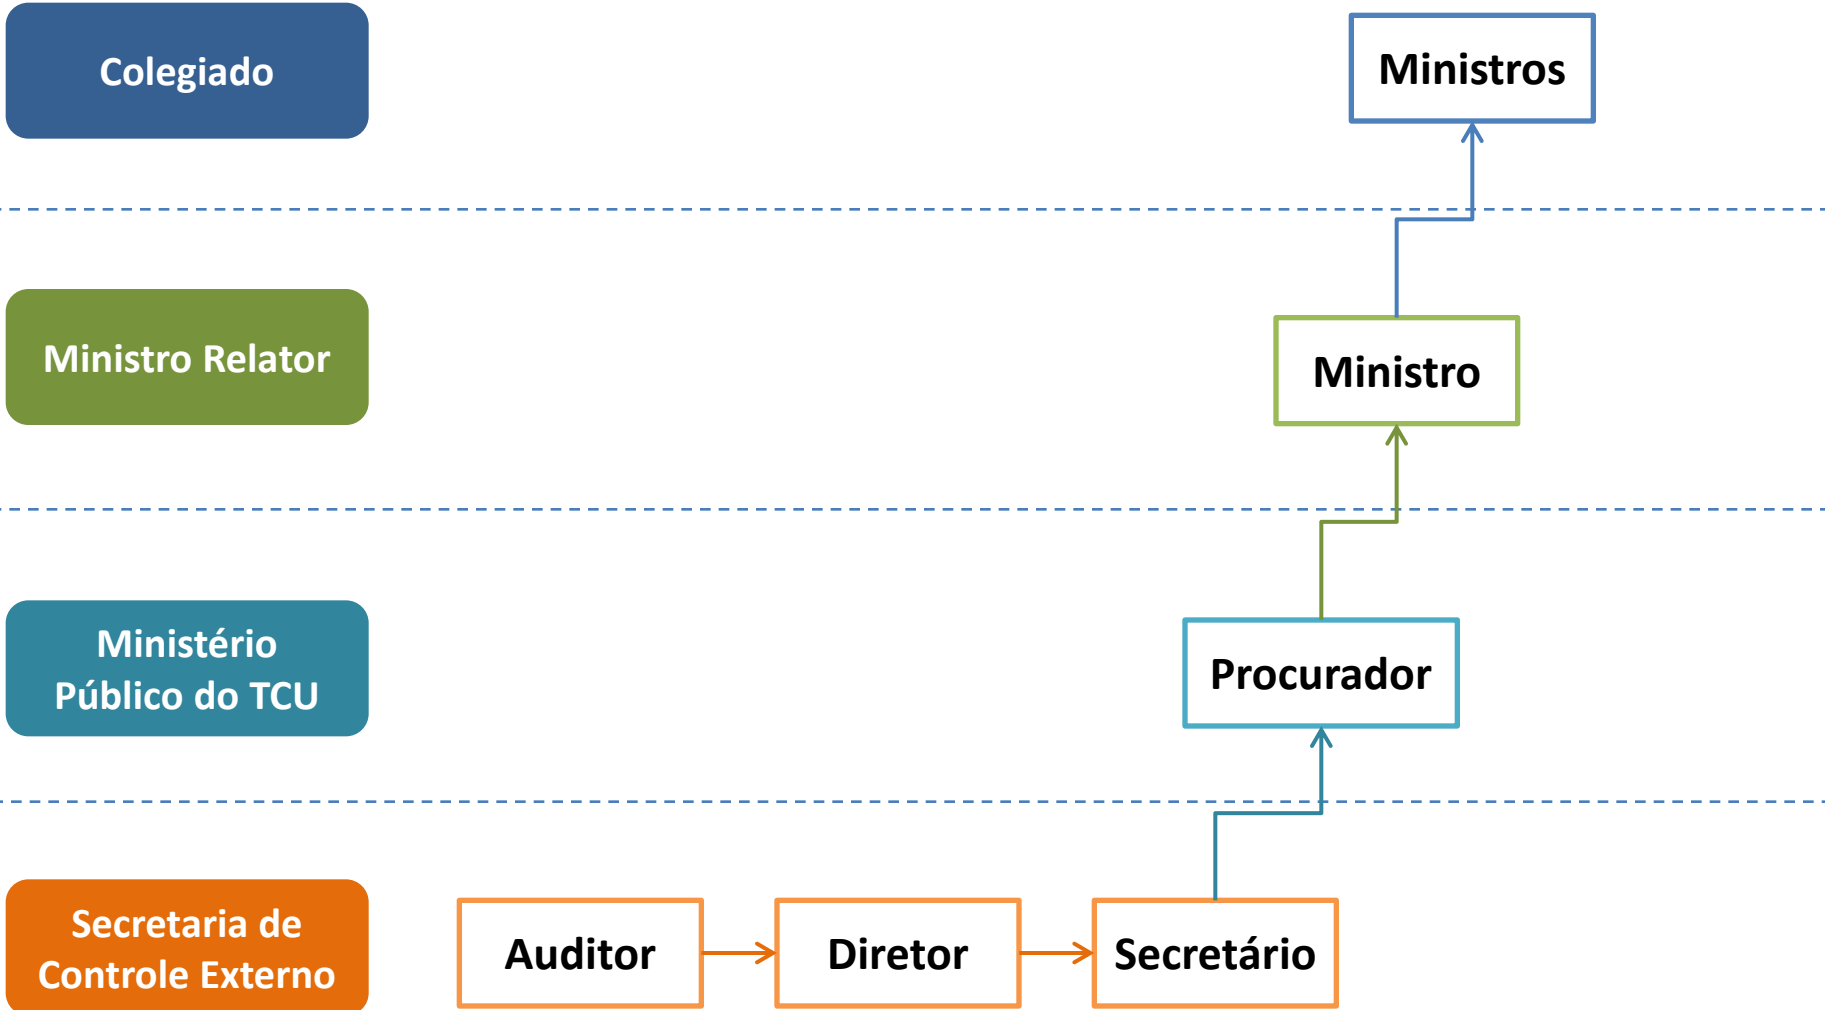 Colegiado
Ministros
Ministro Relator
Ministro
Ministério
Público do TCU
Procurador
Secretaria de
Controle Externo
Auditor
Diretor
Secretário